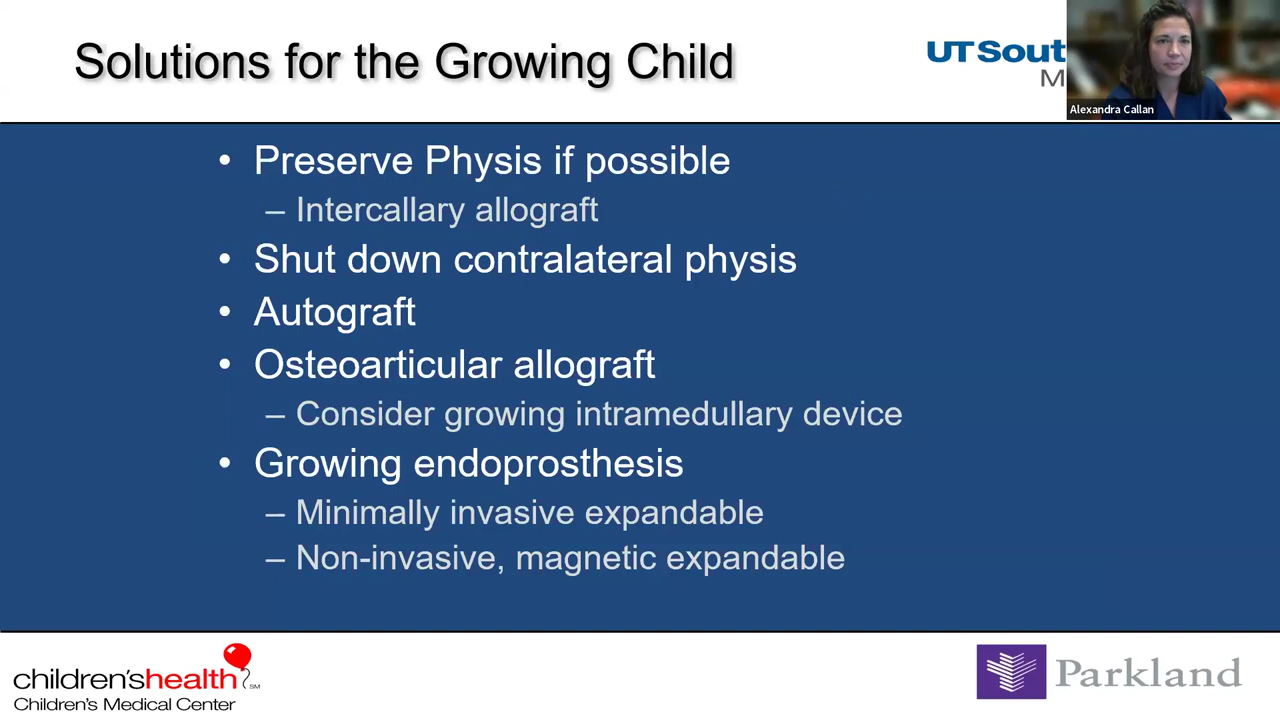 Solutions for the Growing Child
UTSout
M
Alexandra Callan
• Preserve Physis if possible
– Intercallary allograft
• Shut down contralateral physis
• Autograft
• Osteoarticular allograft
– Consider growing intramedullary device
• Growing endoprosthesis
– Minimally invasive expandable
– Non-invasive, magnetic expandable
children'shealth SM
Children's Medical Center
Parkland